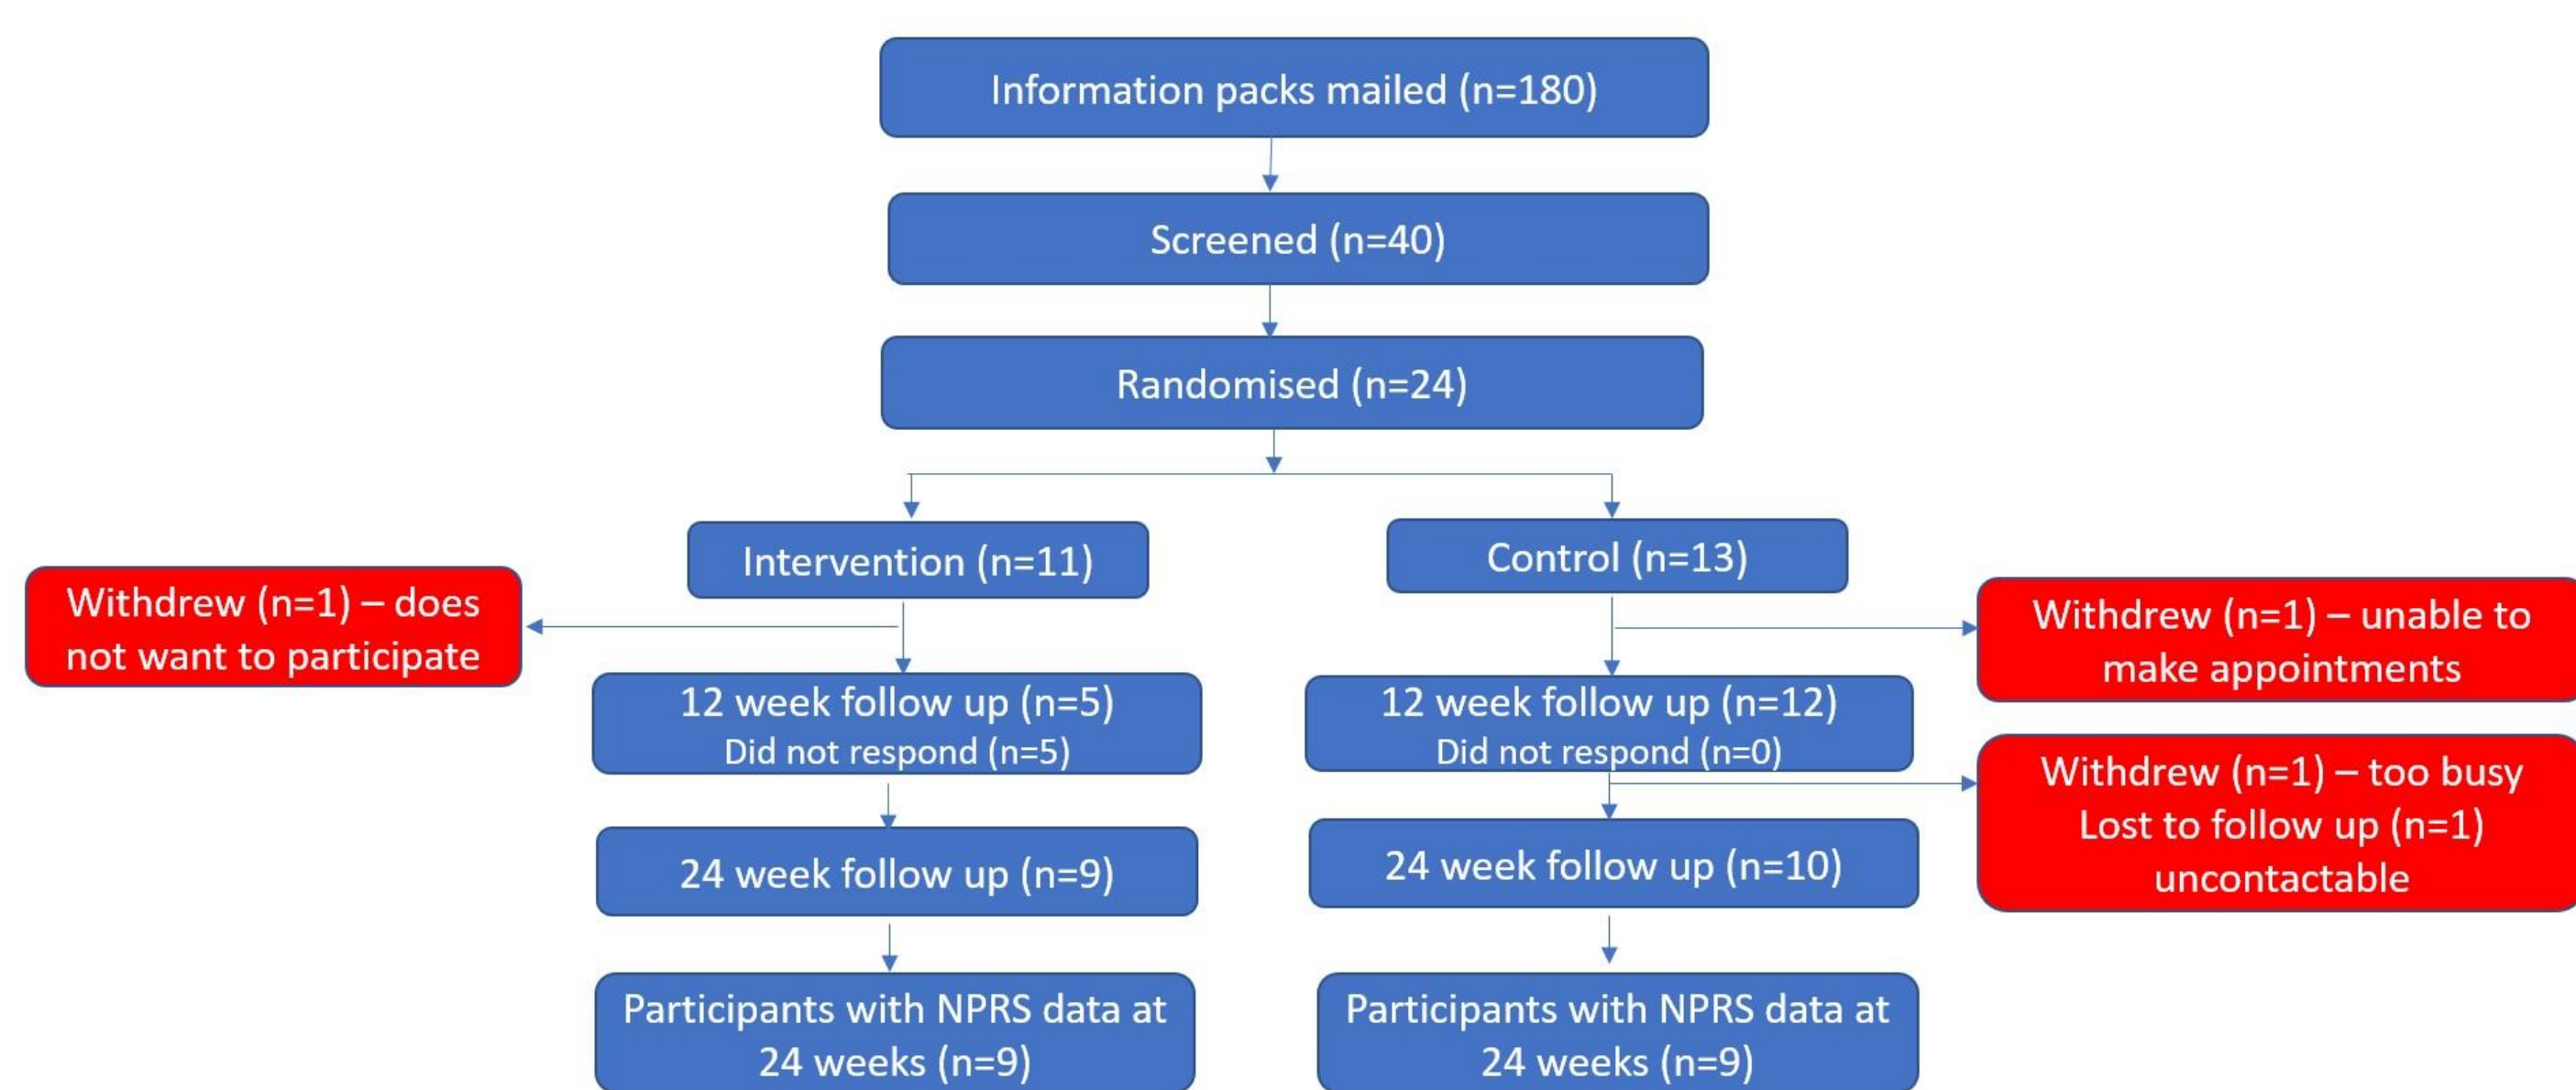 Information packs mailed (n=180)
Screened (n=40)
Randomised (n=24)
Intervention (n=11)
Control (n=13)
Withdrew (n=1) – does
not want to participate
Withdrew (n=1) – unable to
make appointments
12 week follow up (n=5)
Did not respond (n=5)
12 week follow up (n=12)
Did not respond (n=0)
Withdrew (n=1) – too busy
Lost to follow up (n=1)
uncontactable
24 week follow up (n=9)
24 week follow up (n=10)
Participants with NPRS data at
24 weeks (n=9)
Participants with NPRS data at
24 weeks (n=9)